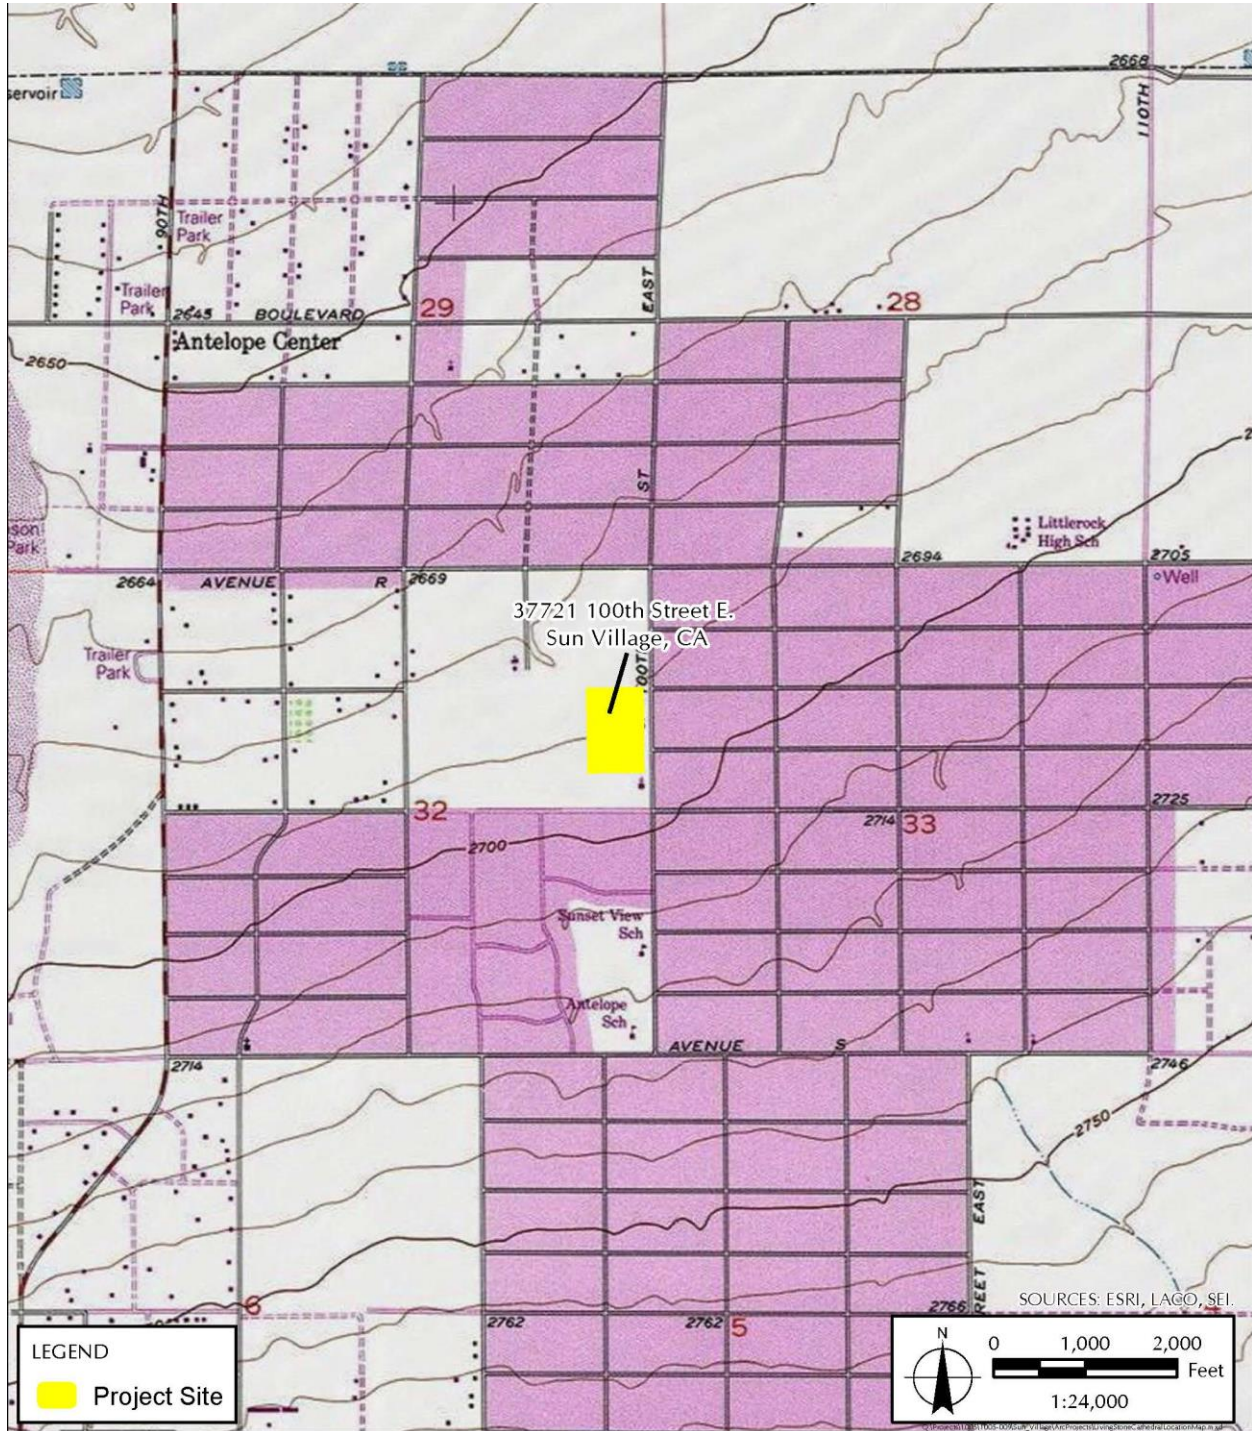 2668
servoir
110TH
90TH
Trailer
Park
Trailer
Park
EAST
29
28
2645
BOULEVARD
Antelope Center
2650
ST
Littlerock
High Sch
son
Park
2694
2705
2664
AVENUE
R
2669
Well
37721 100th Street E.
Sun Village, CA
Trailer
Park
2725
32
2714
33
2700
Sunset View
Sch
Antelope
Sch
AVENUE
S
2714
2746
2750
EAST
REET
6
SOURCES: ESRI, LACO, SEI.
2766
2762
2762
5
LEGEND
Project Site
N
0
1,000
2,000
Feet
1:24,000